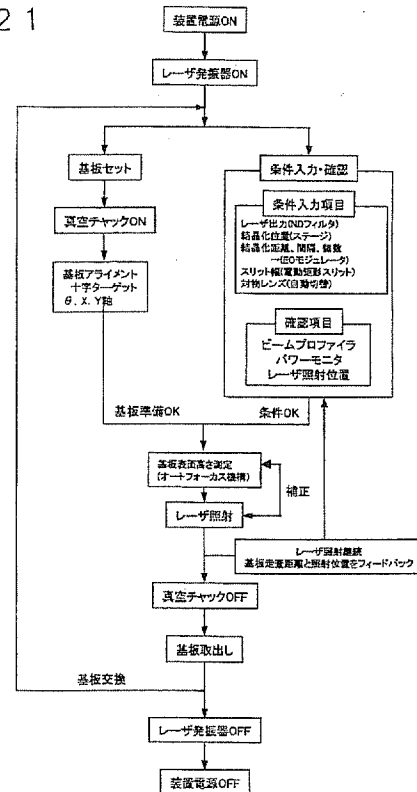 21
装置電源ON
レーザ発振器ON
基板セット
条件入力・確認
真空チャックON
条件入力項目
レーザ出力(NDフィルタ)
結晶化位置(ステージ)
結晶化距離、間隔、個数
→(EOモジュレータ)
スリット幅(電動矩形スリット)
対物レンズ(自動切替)
基板アライメント
十字ターゲット
θ、X、Y軸
確認項目
ビームプロファイラ
パワーモニタ
レーザ照射位置
基板準備OK
条件OK
基板表面高さ測定
(オートフォーカス機構)
補正
レーザ照射
レーザ照射継続
基板走査距離と照射位置をフィードバック
真空チャックOFF
基板取出し
基板交換
レーザ発振器OFF
装置電源OFF